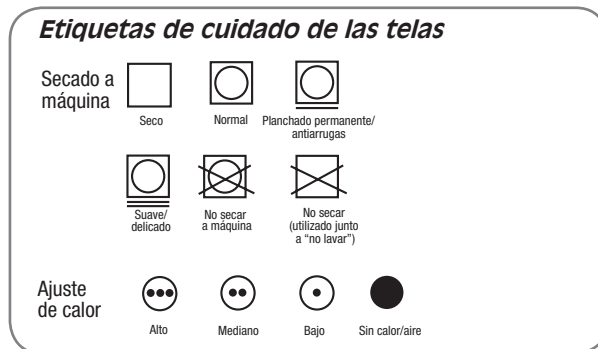 Etiquetas de cuidado de las telas
Secado a
máquina
Seco
Normal
Planchado permanente/
antiarrugas
Suave/
delicado
No secar
a máquina
No secar
(utilizado junto
a “no lavar”)
Ajuste
de calor
Alto
Mediano
Bajo
Sin calor/aire